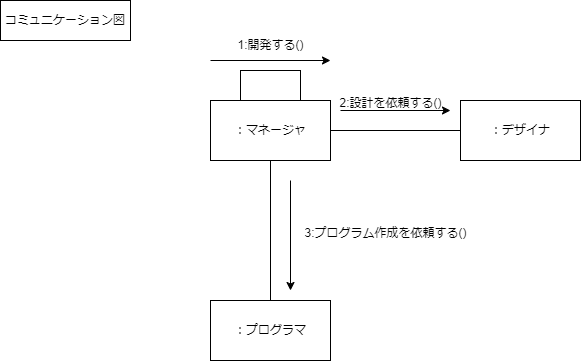 コミュニケーション図
1:開発する()
2:設計を依頼する()
：マネージャ
：デザイナ
3:プログラム作成を依頼する()
：プログラマ